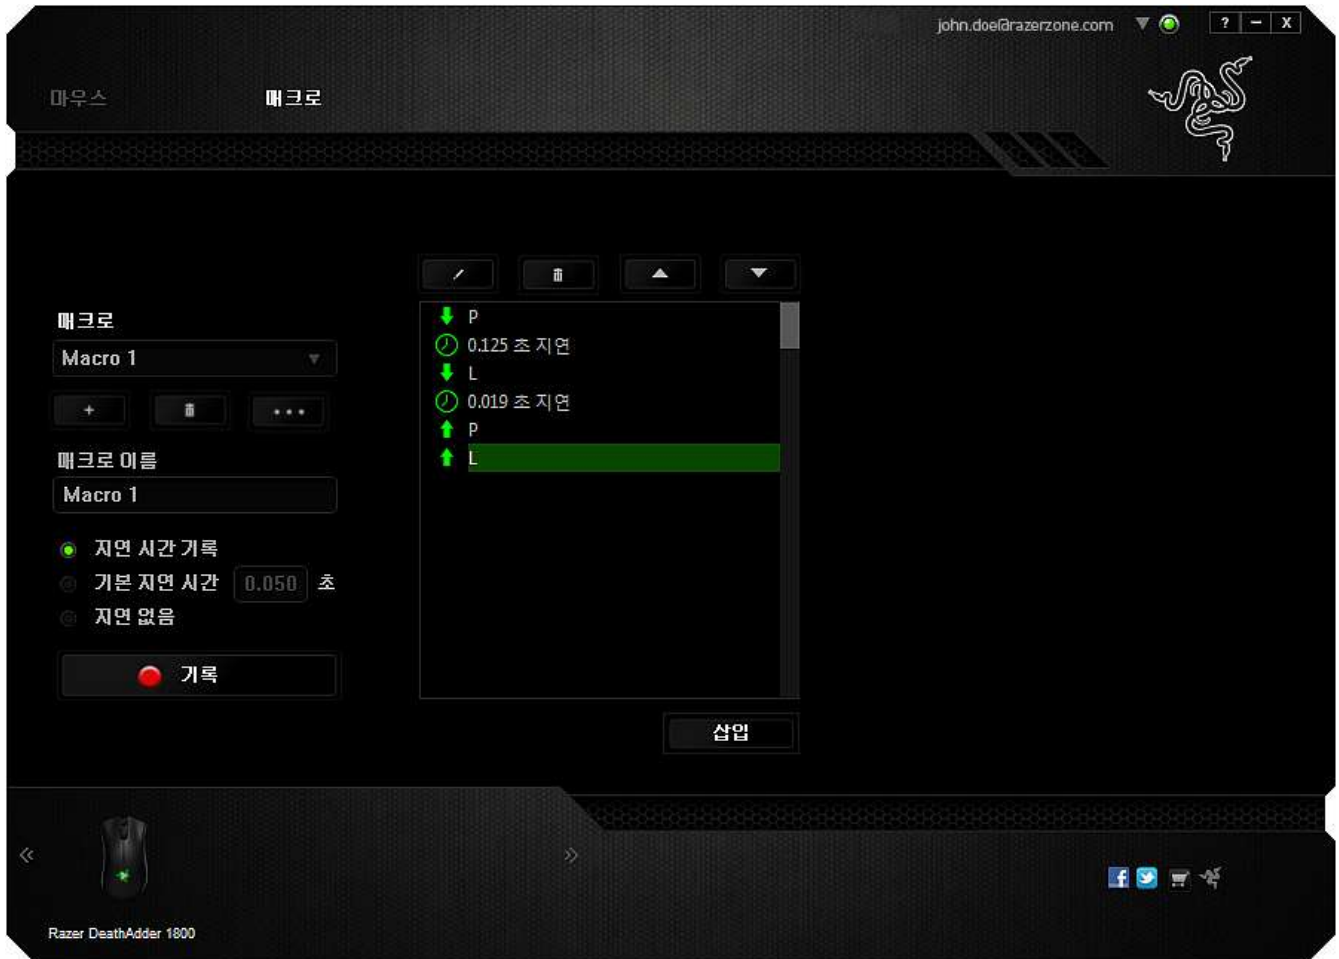 john.doe@razerzone.com
? – X
마우스
매크로
매크로
Macro 1
+
...
매크로 이름
Macro 1
지연 시간 기록
기본 지연 시간 0.050 초
지연 없음
기록
P
0.125 초 지연
L
0.019 초 지연
P
L
삽입
Razer DeathAdder 1800